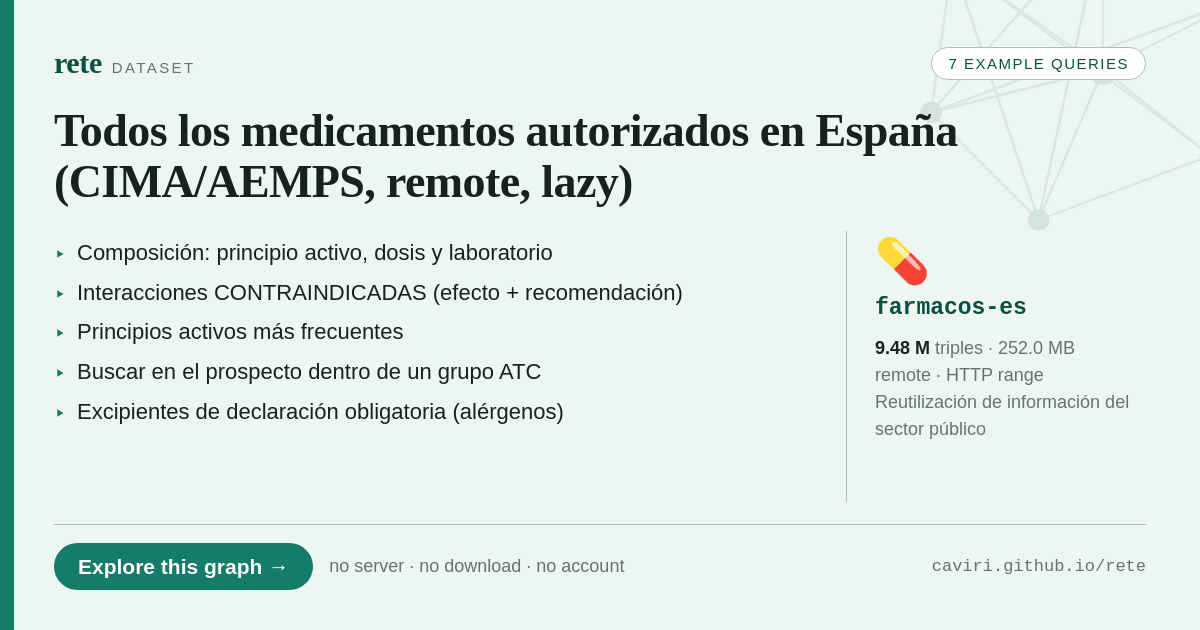 rete DATASET
7 EXAMPLE QUERIES
Todos los medicamentos autorizados en España
(CIMA/AEMPS, remote, lazy)
▸ Composición: principio activo, dosis y laboratorio
▸ Interacciones CONTRAINDICADAS (efecto + recomendación)
▸ Principios activos más frecuentes
▸ Buscar en el prospecto dentro de un grupo ATC
▸ Excipientes de declaración obligatoria (alérgenos)
farmacos-es
9.48 M triples · 252.0 MB
remote · HTTP range
Reutilización de información del
sector público
Explore this graph →
no server · no download · no account
caviri.github.io/rete